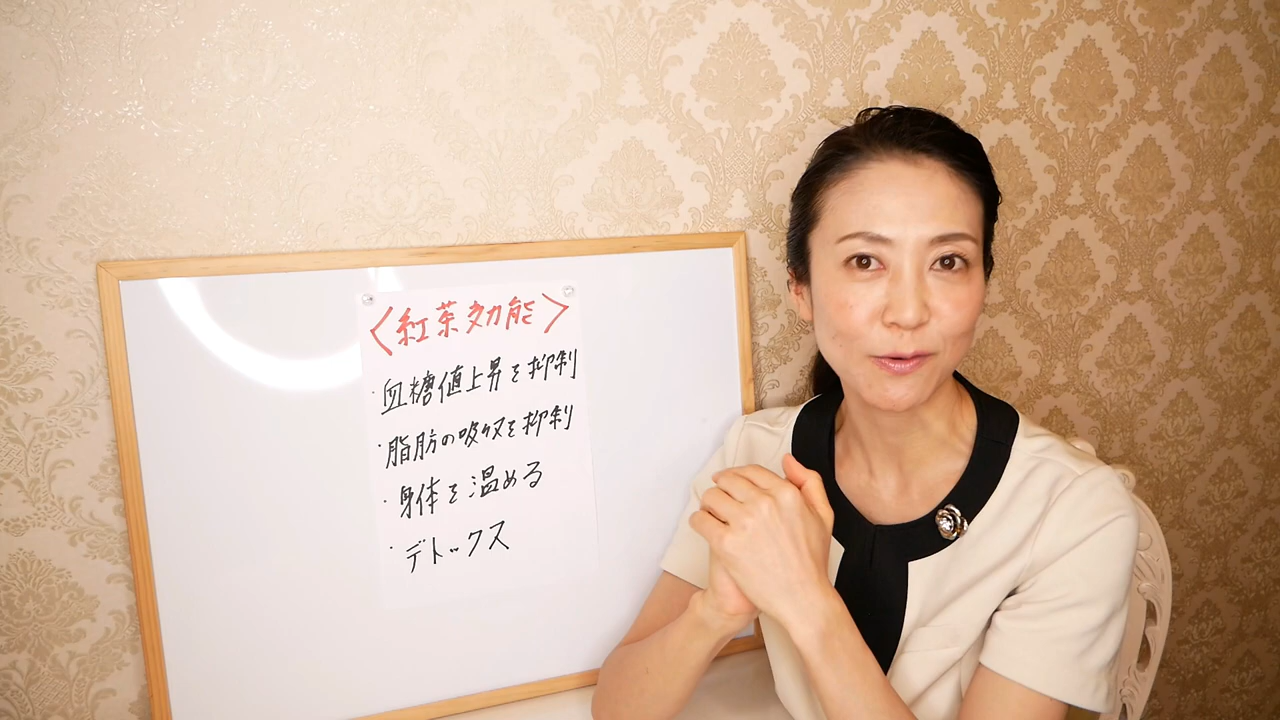 〈紅茶効能〉
・血糖値上昇を抑制
・脂肪の吸収を抑制
・身体を温める
・デトックス